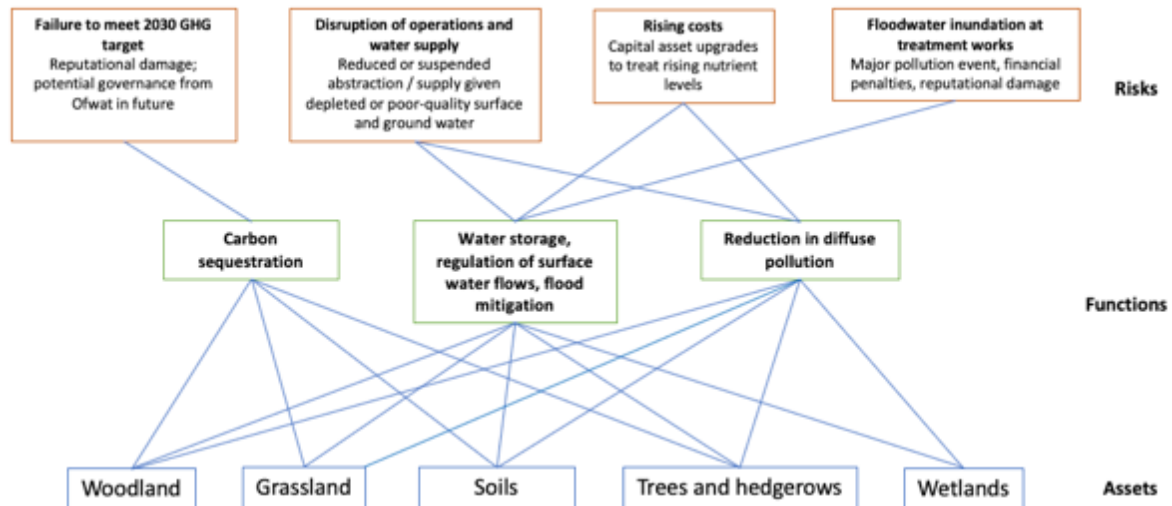 Failure to meet 2030 GHG
target
Reputational damage;
potential governance from
Ofwat in future
Disruption of operations and
water supply
Reduced or suspended
abstraction / supply given
depleted or poor-quality surface
and ground water
Rising costs
Capital asset upgrades
to treat rising nutrient
levels
Floodwater inundation at
treatment works
Major pollution event, financial
penalties, reputational damage
Risks
Carbon
sequestration
Water storage,
regulation of surface
water flows, flood
mitigation
Reduction in diffuse
pollution
Functions
Woodland
Grassland
Soils
Trees and hedgerows
Wetlands
Assets